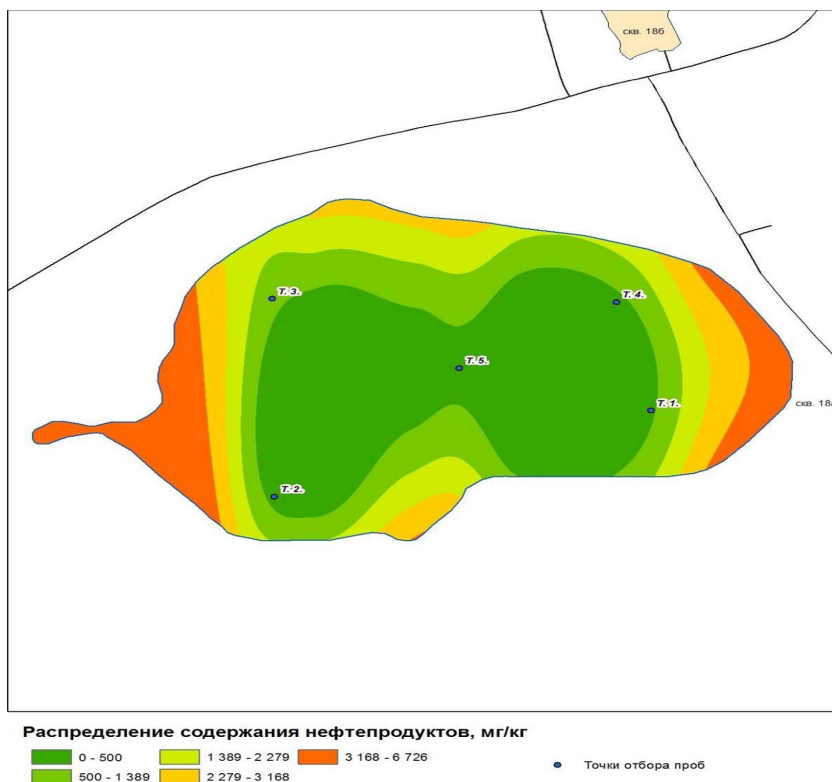 скв. 18б
Т. 3.
Т. 4.
Т. 5.
Т. 1.
скв. 18
Т. 2.
Распределение содержания нефтепродуктов, мг/кг
0 - 500
1 389 - 2 279
3 168 - 6 726
500 - 1 389
2 279 - 3 168
Точки отбора проб